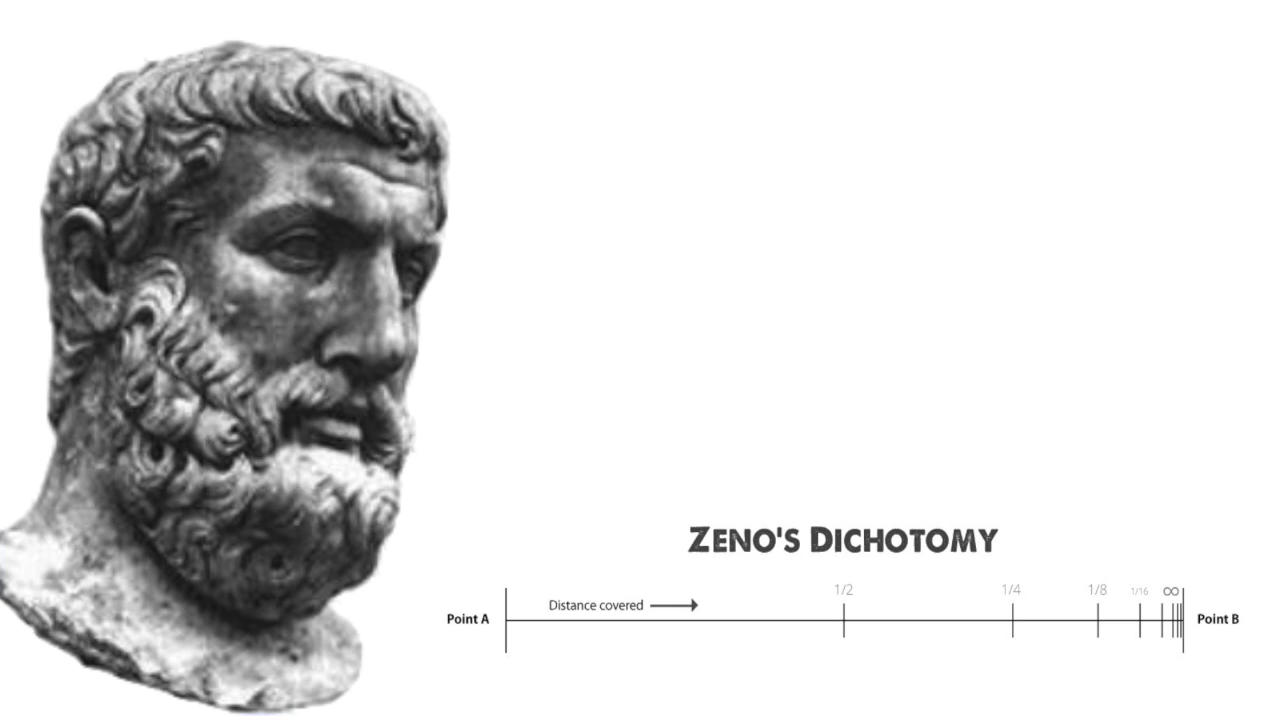 ZENO'S DICHOTOMY
1/2 1/4 1/8 1/16 ∞
Distance covered
Point A Point B